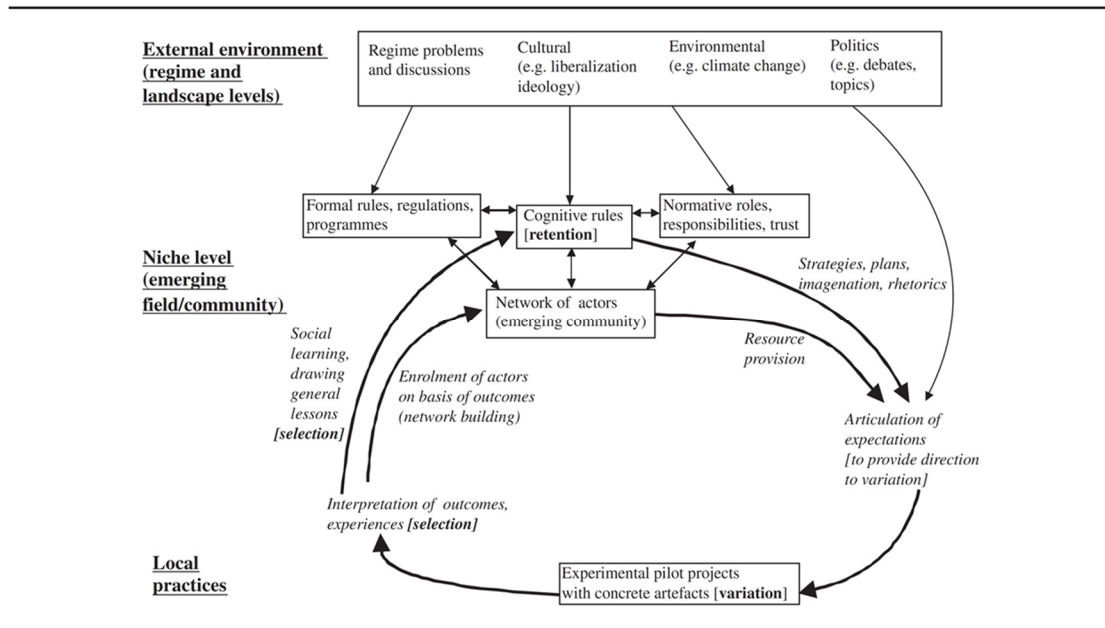 External environment
(regime and
landscape levels)
Regime problems
and discussions
Cultural
(e.g. liberalization
ideology)
Environmental
(e.g. climate change)
Politics
(e.g. debates,
topics)
Formal rules, regulations,
programmes
Cognitive rules
[retention]
Normative roles,
responsibilities, trust
Niche level
(emerging
field/community)
Network of actors
(emerging community)
Strategies, plans,
imagenation, rhetorics
Resource
provision
Social
learning,
drawing
general
lessons
[selection]
Enrolment of actors
on basis of outcomes
(network building)
Articulation of
expectations
[to provide direction
to variation]
Interpretation of outcomes,
experiences [selection]
Local
practices
Experimental pilot projects
with concrete artefacts [variation]